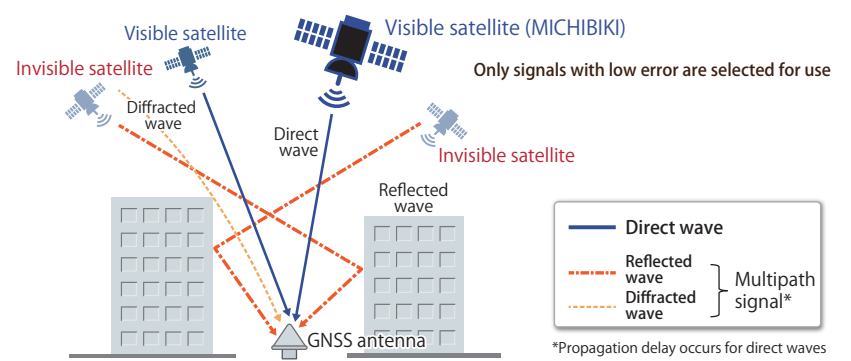 Visible satellite
Visible satellite (MICHIBIKI)
Invisible satellite
Only signals with low error are selected for use
Diffracted
wave
Direct
wave
Invisible satellite
Reflected
wave
Direct wave
Reflected
wave
Diffracted
wave
Multipath
signal*
GNSS antenna
*Propagation delay occurs for direct waves